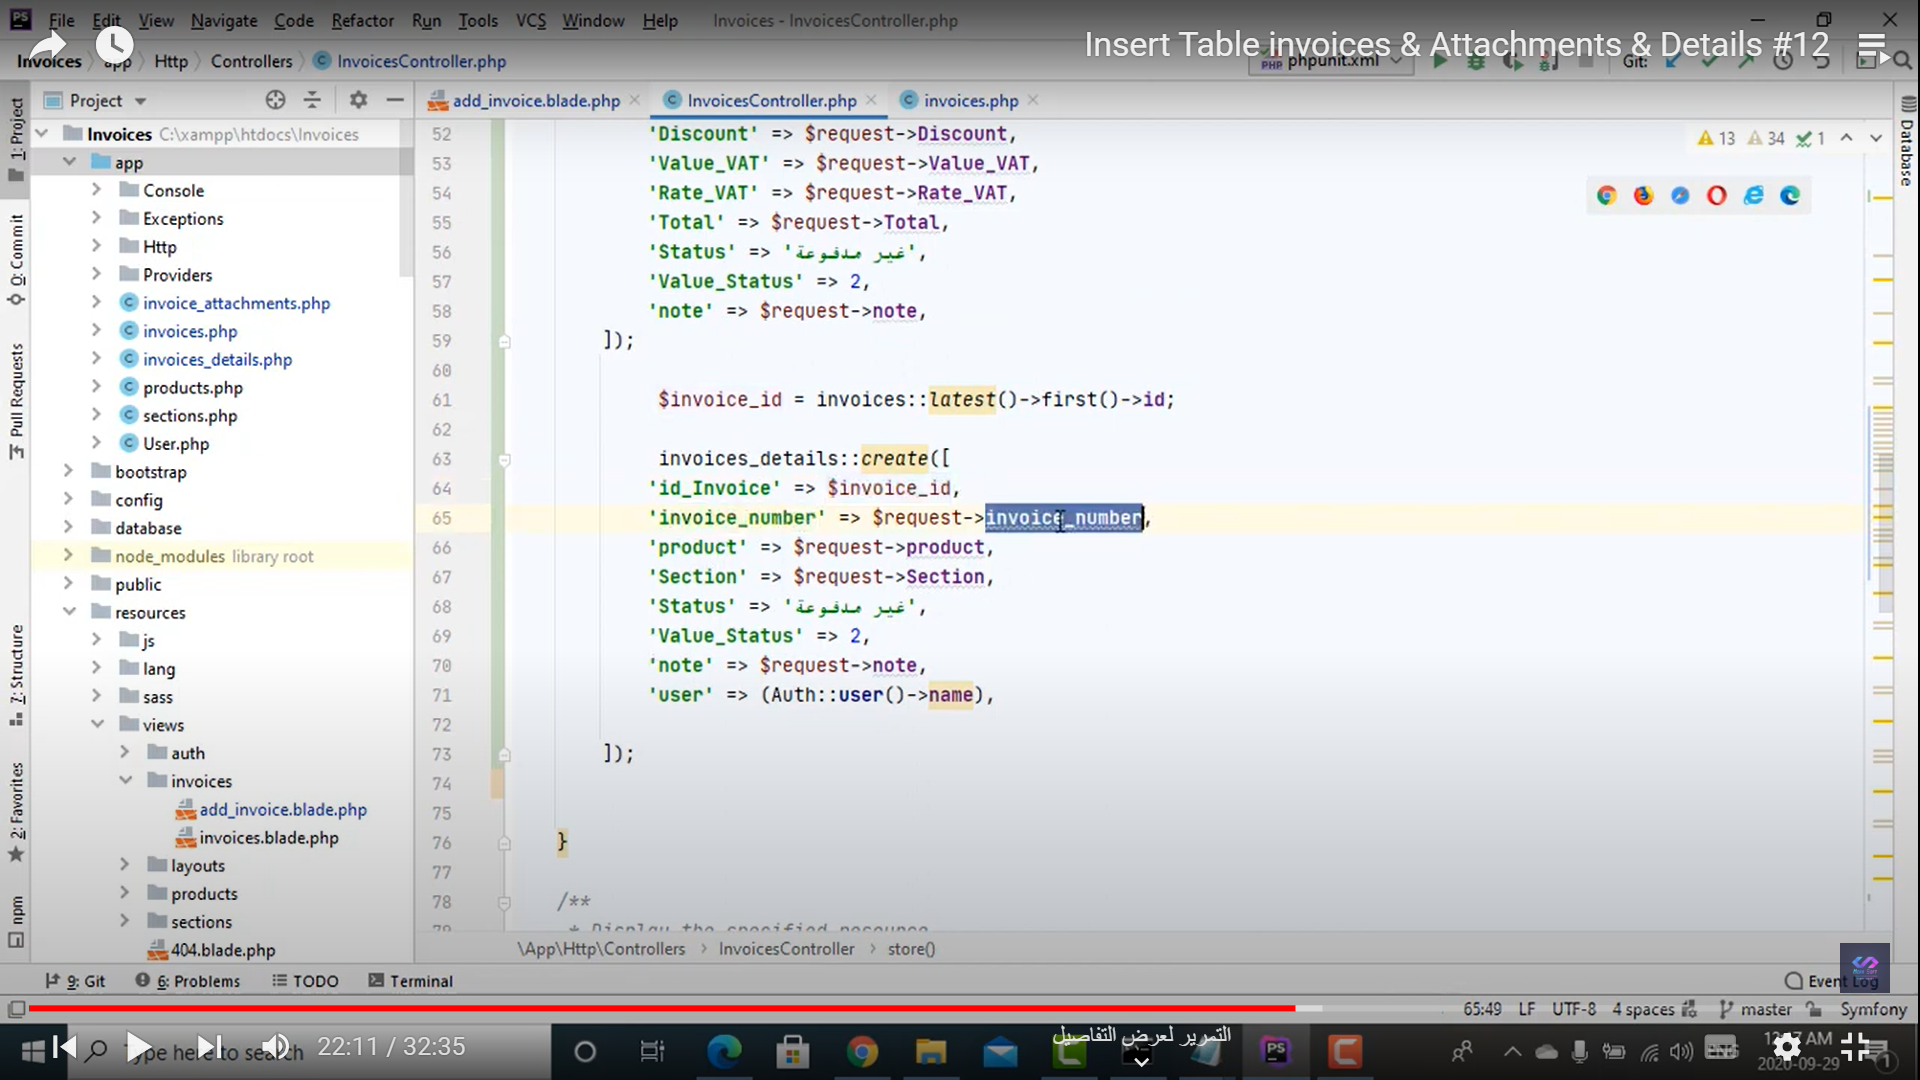 File Edit View Navigate Code Refactor Run Tools VCS Window Help Invoices - InvoicesController.php
Insert Table invoices & Attachments & Details #12
Invoices app Http Controllers InvoicesController.php phpunit.xml Git:
Project add_invoice.blade.php InvoicesController.php invoices.php
1: Project
0: Commit
Pull Requests
7: Structure
2: Favorites
npm
Database
Invoices C:\xampp\htdocs\Invoices
app
Console
Exceptions
Http
Providers
invoice_attachments.php
invoices.php
invoices_details.php
products.php
sections.php
User.php
bootstrap
config
database
node_modules library root
public
resources
js
lang
sass
views
auth
invoices
add_invoice.blade.php
invoices.blade.php
layouts
products
sections
404.blade.php
13 34 1
52 'Discount' => $request->Discount,
53 'Value_VAT' => $request->Value_VAT,
54 'Rate_VAT' => $request->Rate_VAT,
55 'Total' => $request->Total,
56 'Status' => 'غير مدفوعة',
57 'Value_Status' => 2,
58 'note' => $request->note,
59 ]);
60
61 $invoice_id = invoices::latest()->first()->id;
62
63 invoices_details::create([
64 'id_Invoice' => $invoice_id,
65 'invoice_number' => $request->invoice_number,
66 'product' => $request->product,
67 'Section' => $request->Section,
68 'Status' => 'غير مدفوعة',
69 'Value_Status' => 2,
70 'note' => $request->note,
71 'user' => (Auth::user()->name),
72
73 ]);
74
75
76 }
77
78 /**
79 * Display the specified resource
\App\Http\Controllers InvoicesController store()
9: Git 6: Problems TODO Terminal Event Log
65:49 LF UTF-8 4 spaces master Symfony
Type here to search 22:11 / 32:35
التمرير لعرض التفاصيل
ENG
AM
2020-09-29
1